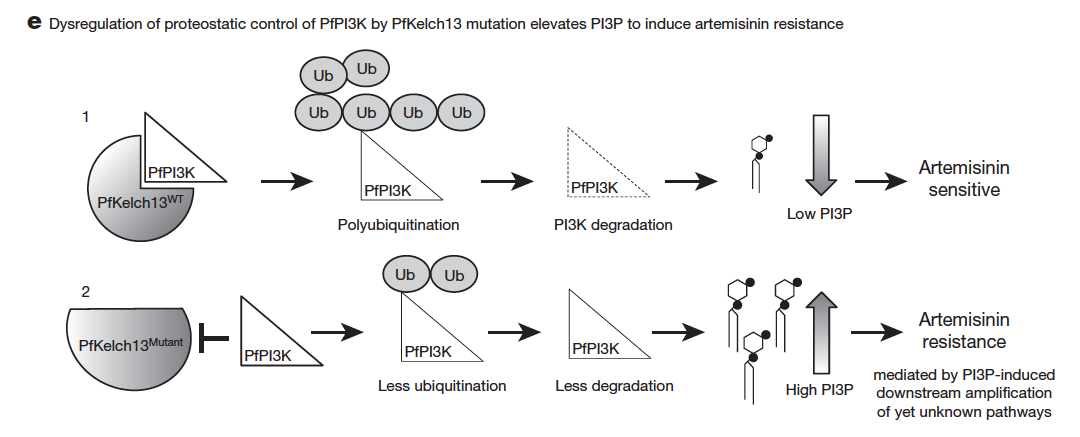 e Dysregulation of proteostatic control of PfPI3K by PfKelch13 mutation elevates PI3P to induce artemisinin resistance
1
PfPI3K
PfKelch13WT
Ub Ub
Ub Ub Ub Ub
PfPI3K
Polyubiquitination
PfPI3K
PI3K degradation
Low PI3P
Artemisinin
sensitive
2
PfKelch13Mutant
PfPI3K
Ub Ub
PfPI3K
Less ubiquitination
PfPI3K
Less degradation
High PI3P
Artemisinin
resistance
mediated by PI3P-induced
downstream amplification
of yet unknown pathways